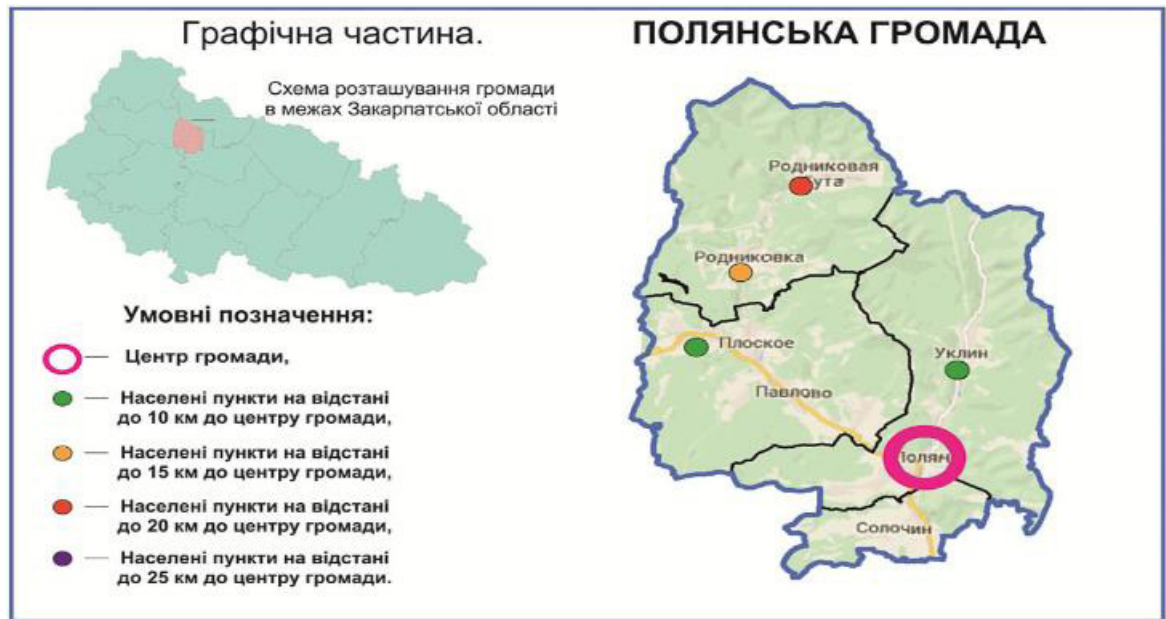 Графічна частина.
ПОЛЯНСЬКА ГРОМАДА
Схема розташування громади
в межах Закарпатської області
Умовні позначення:
Центр громади,
Населені пункти на відстані
до 10 км до центру громади,
Населені пункти на відстані
до 15 км до центру громади,
Населені пункти на відстані
до 20 км до центру громади,
Населені пункти на відстані
до 25 км до центру громади.
Родниковая
Родниковка
Плоское
Уклин
Павлово
Солочин